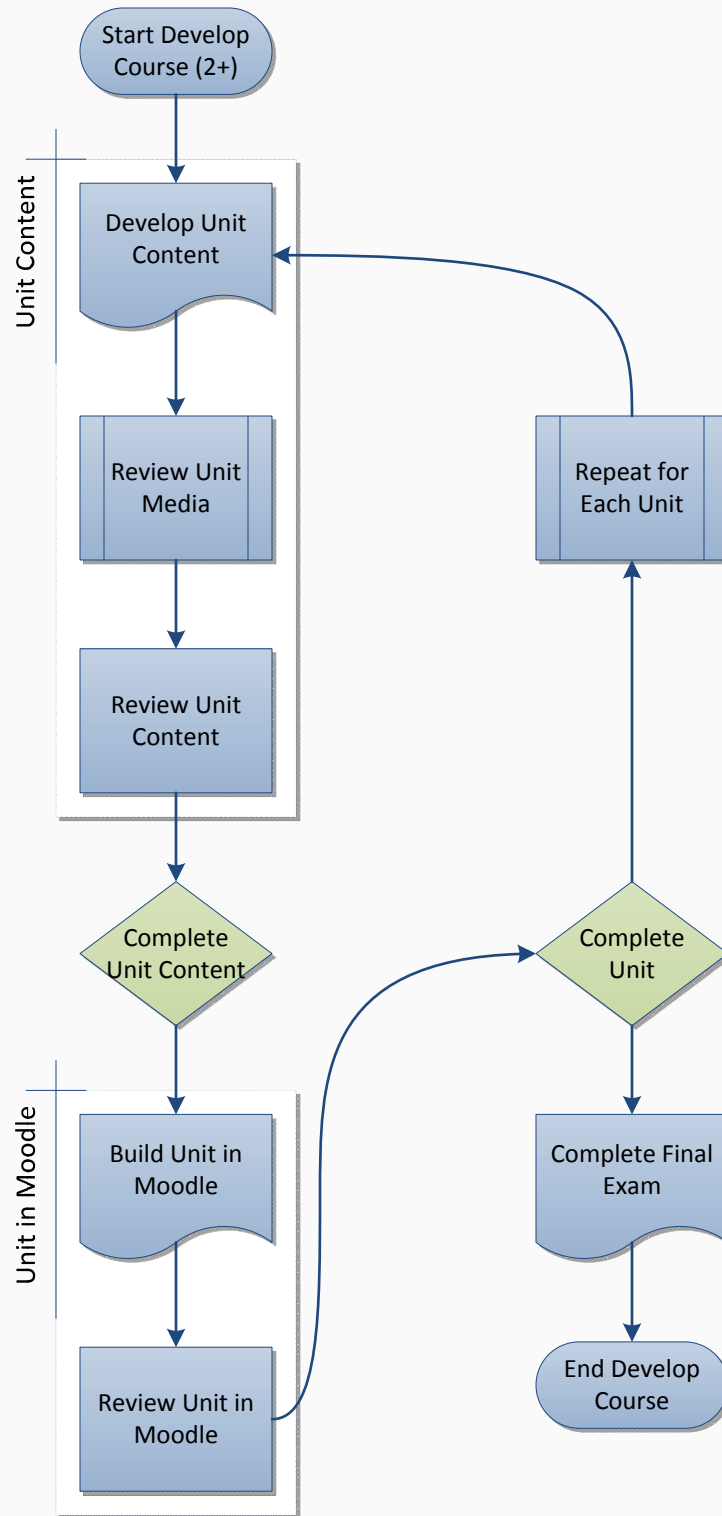 Start Develop
Course (2+)
Unit Content
Develop Unit
Content
Review Unit
Media
Review Unit
Content
Complete
Unit Content
Unit in Moodle
Build Unit in
Moodle
Review Unit in
Moodle
Repeat for
Each Unit
Complete
Unit
Complete Final
Exam
End Develop
Course